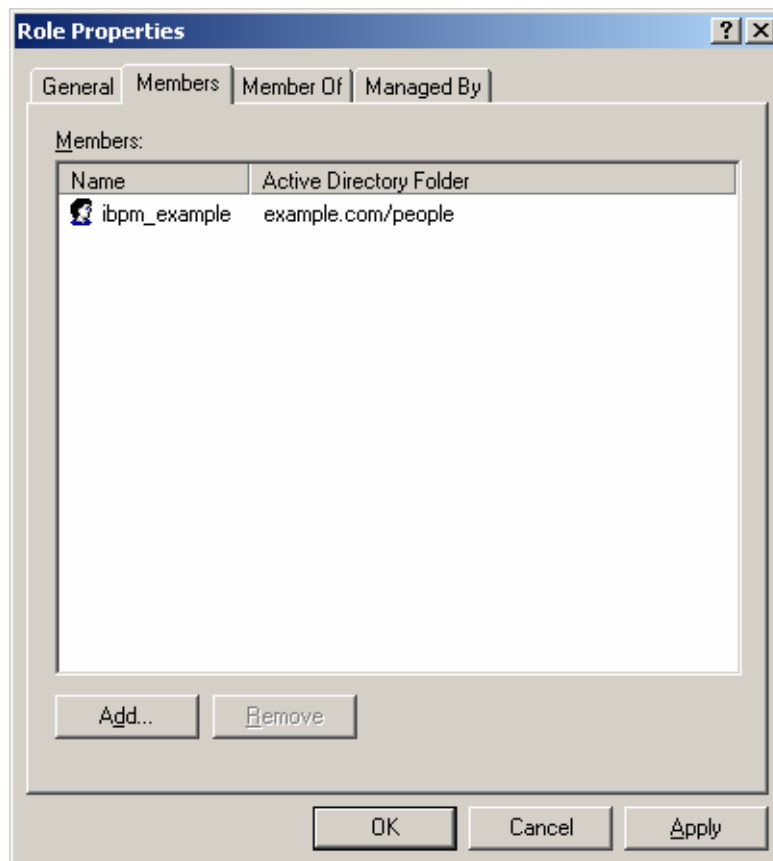 Role Properties
General Members Member Of Managed By
Members:
Name Active Directory Folder
ibpm_example example.com/people
Add... Remove
OK Cancel Apply